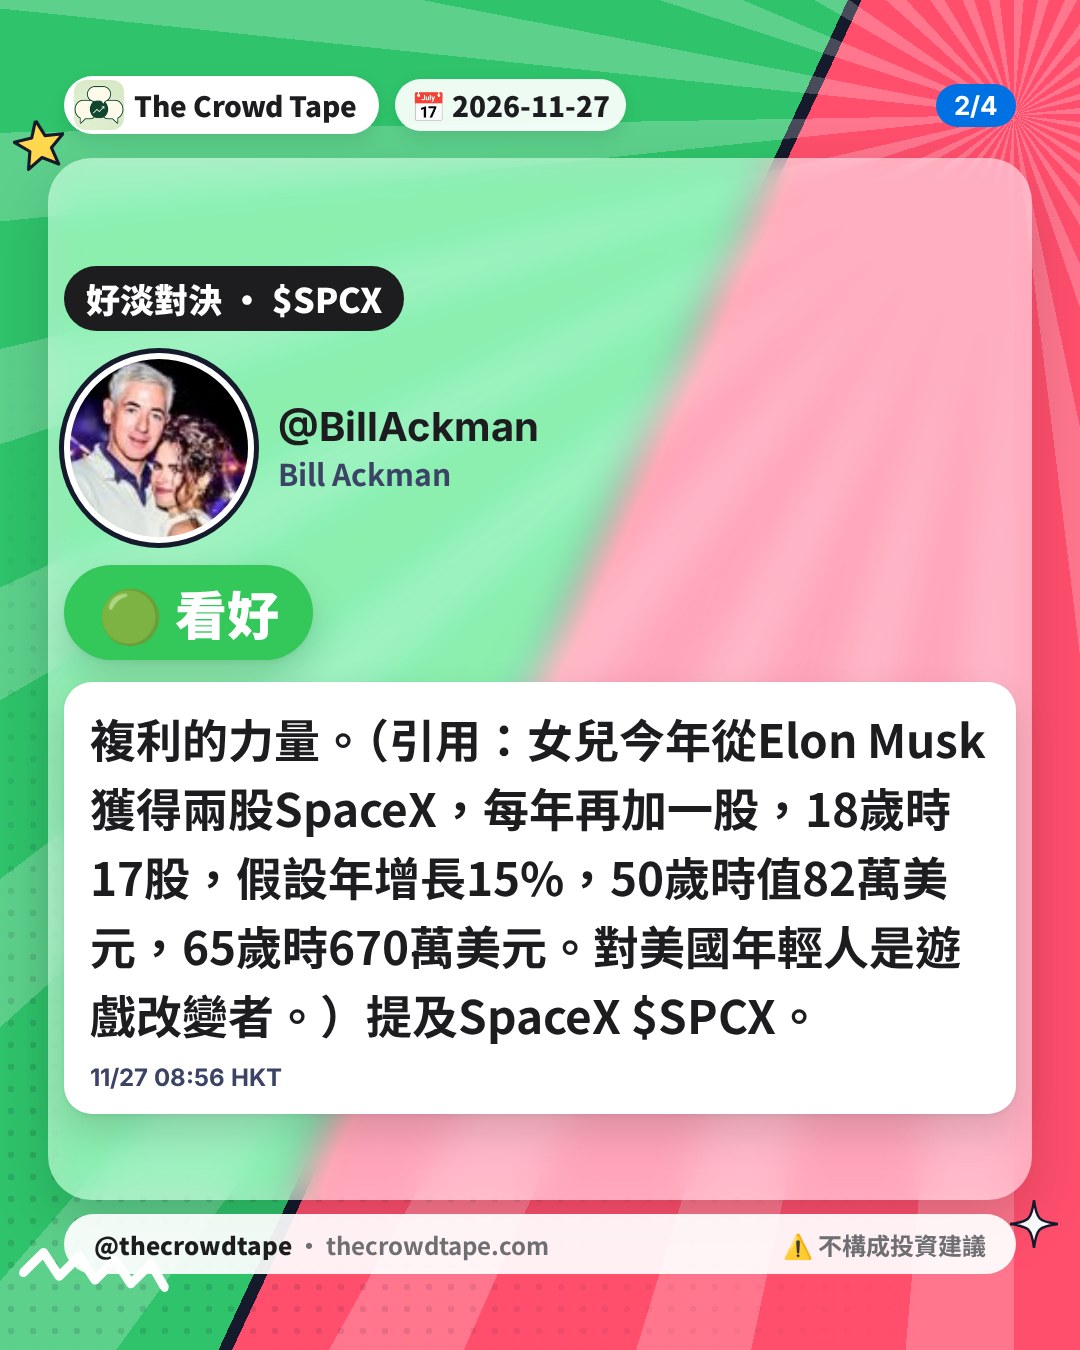 The Crowd Tape
July 17 2026-11-27
2/4
好淡對決 • $SPCX
@BillAckman
Bill Ackman
看好
複利的力量。（引用：女兒今年從Elon Musk
獲得兩股SpaceX，每年再加一股，18歲時
17股，假設年增長15%，50歲時值82萬美
元，65歲時670萬美元。對美國年輕人是遊
戲改變者。）提及SpaceX $SPCX。
11/27 08:56 HKT
@thecrowdtape • thecrowdtape.com
不構成投資建議